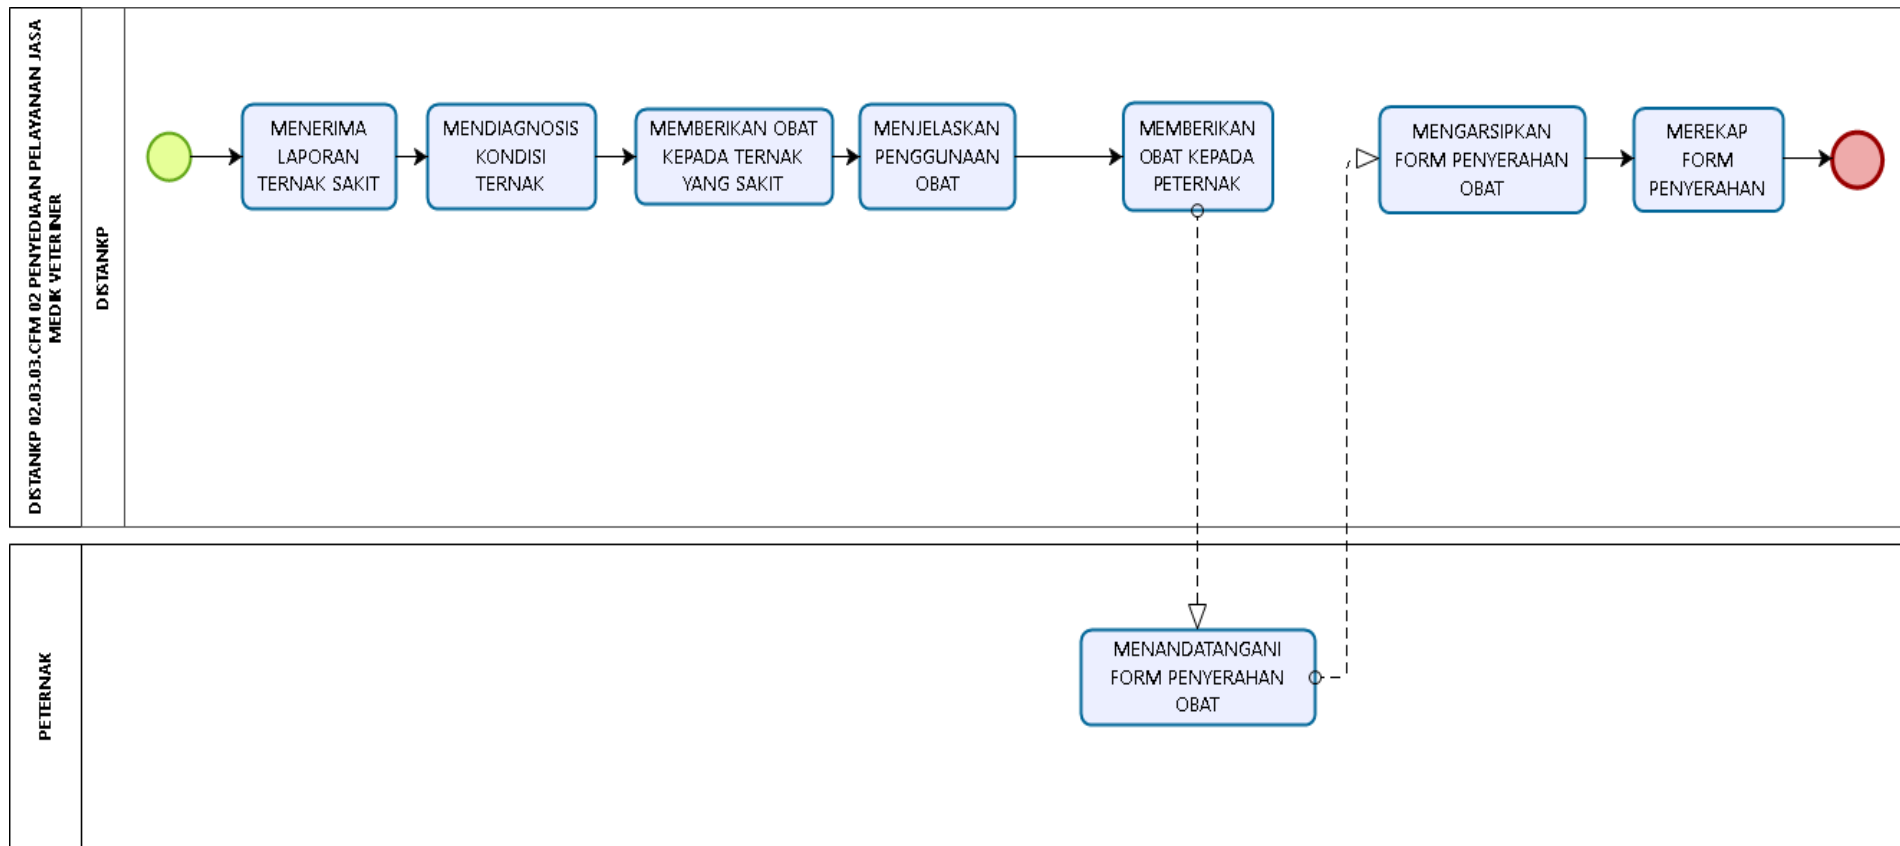 DISTANKP 02.03.03.CFM 02 PENYEDIAAN PELAYANAN JASA
MEDIK VETERINER
DISTANKP
MENERIMA
LAPORAN
TERNAK SAKIT
MENDIAGNOSIS
KONDISI
TERNAK
MEMBERIKAN OBAT
KEPADA TERNAK
YANG SAKIT
MENJELASKAN
PENGGUNAAN
OBAT
MEMBERIKAN
OBAT KEPADA
PETERNAK
MENGARSIPKAN
FORM PENYERAHAN
OBAT
MEREKAP
FORM
PENYERAHAN
PETERNAK
MENANDATANGANI
FORM PENYERAHAN
OBAT